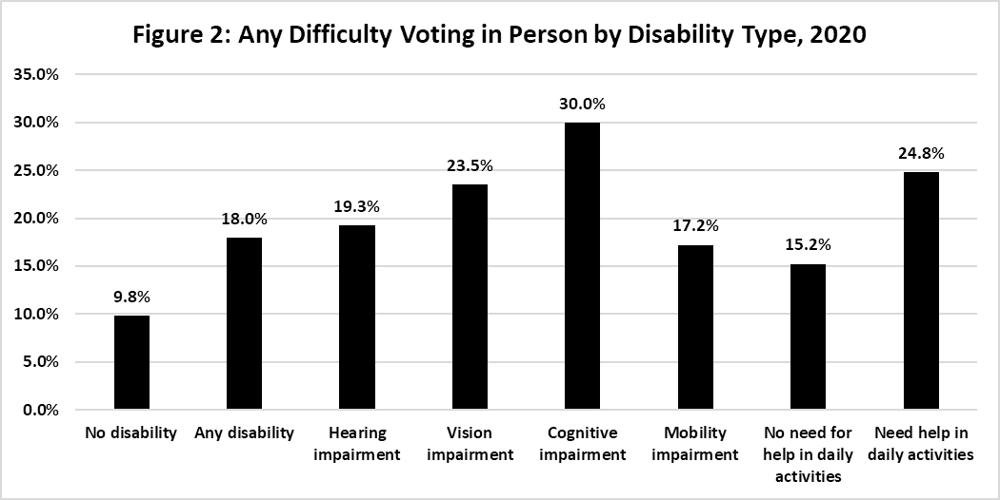 Figure 2: Any Difficulty Voting in Person by Disability Type, 2020
35.0%
30.0%
25.0%
20.0%
15.0%
10.0%
5.0%
0.0%
9.8%
18.0%
19.3%
23.5%
30.0%
17.2%
15.2%
24.8%
No disability
Any disability
Hearing
impairment
Vision
impairment
Cognitive
impairment
Mobility
impairment
No need for
help in daily
activities
Need help in
daily activities